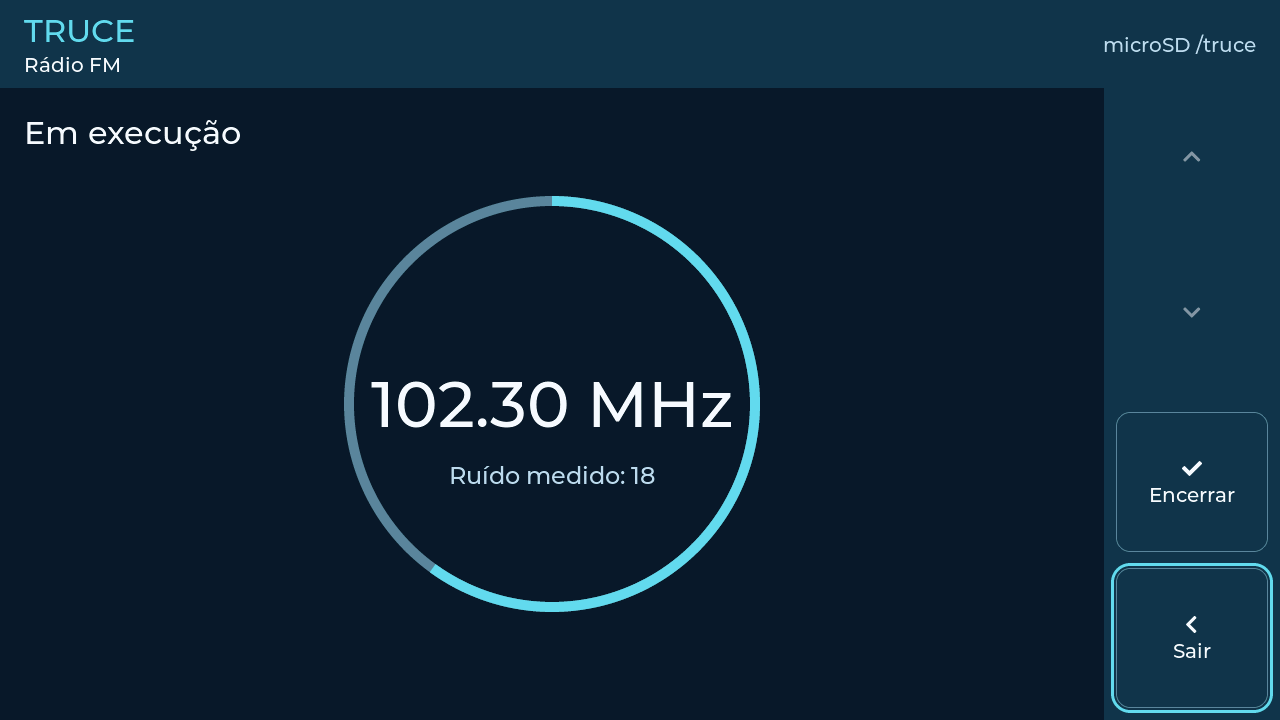 TRUCE
Rádio FM
microSD /truce
Em execução
102.30 MHz
Ruído medido: 18
Encerrar
Sair